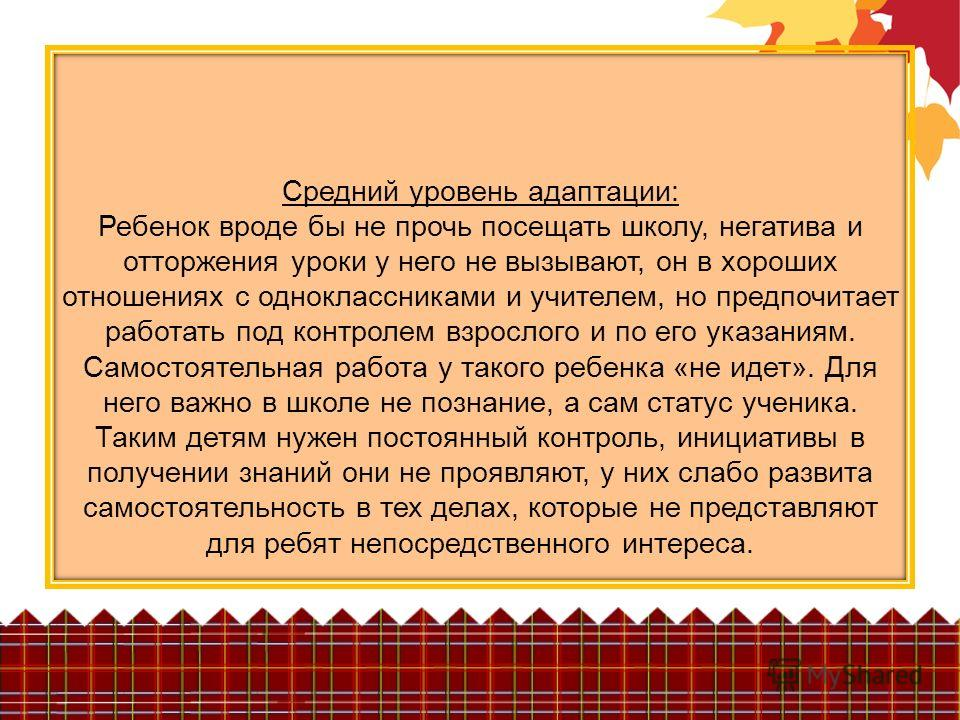 Средний уровень адаптации:
Ребенок вроде бы не прочь посещать школу, негатива и
отторжения уроки у него не вызывают, он в хороших
отношениях с одноклассниками и учителем, но предпочитает
работать под контролем взрослого и по его указаниям.
Самостоятельная работа у такого ребенка «не идет». Для
него важно в школе не познание, а сам статус ученика.
Таким детям нужен постоянный контроль, инициативы в
получении знаний они не проявляют, у них слабо развита
самостоятельность в тех делах, которые не представляют
для ребят непосредственного интереса.
MyShared